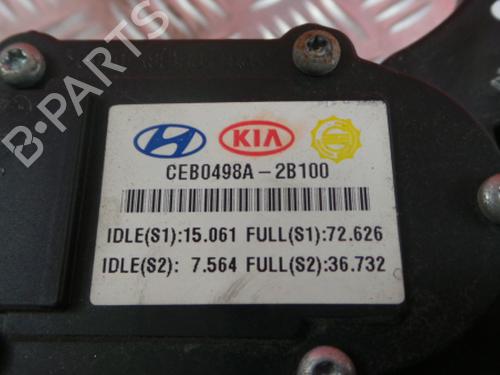 KIA
CEB0498A-2B100
IDLE(S1):15.061 FULL(S1):72.626
IDLE(S2): 7.564 FULL(S2):36.732
B-PARTS